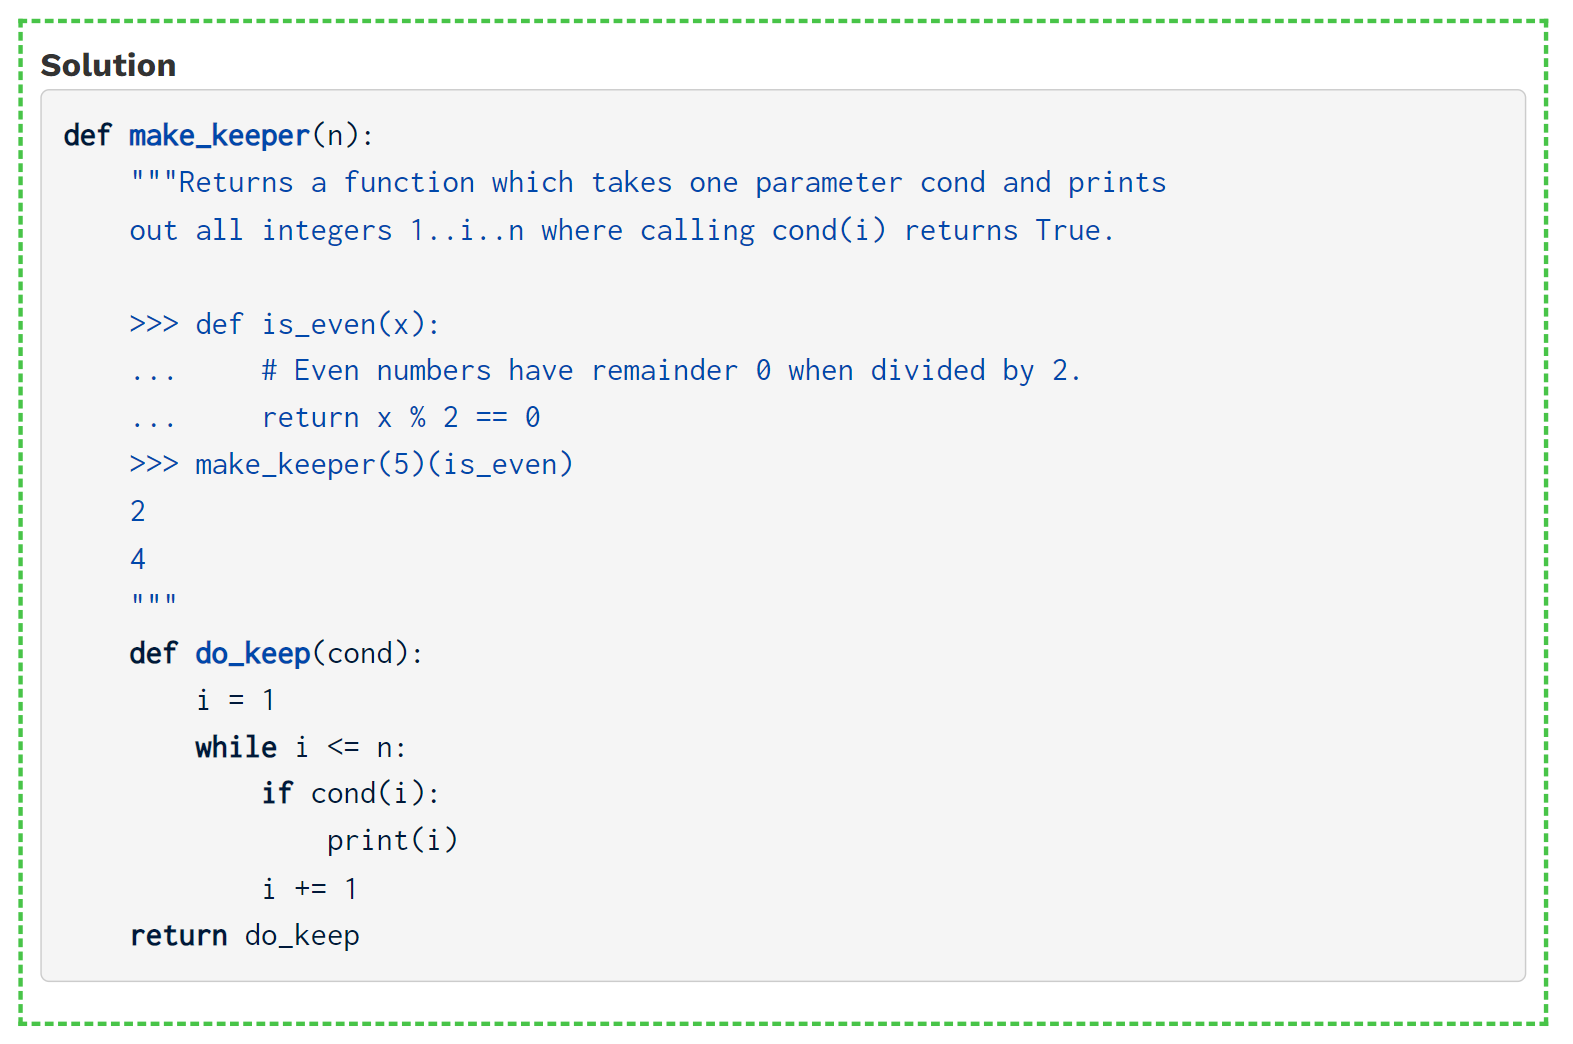 Solution
def make_keeper(n):
    """Returns a function which takes one parameter cond and prints
    out all integers 1..i..n where calling cond(i) returns True.

    >>> def is_even(x):
    ...     # Even numbers have remainder 0 when divided by 2.
    ...     return x % 2 == 0
    >>> make_keeper(5)(is_even)
    2
    4
    """
    def do_keep(cond):
        i = 1
        while i <= n:
            if cond(i):
                print(i)
            i += 1
    return do_keep